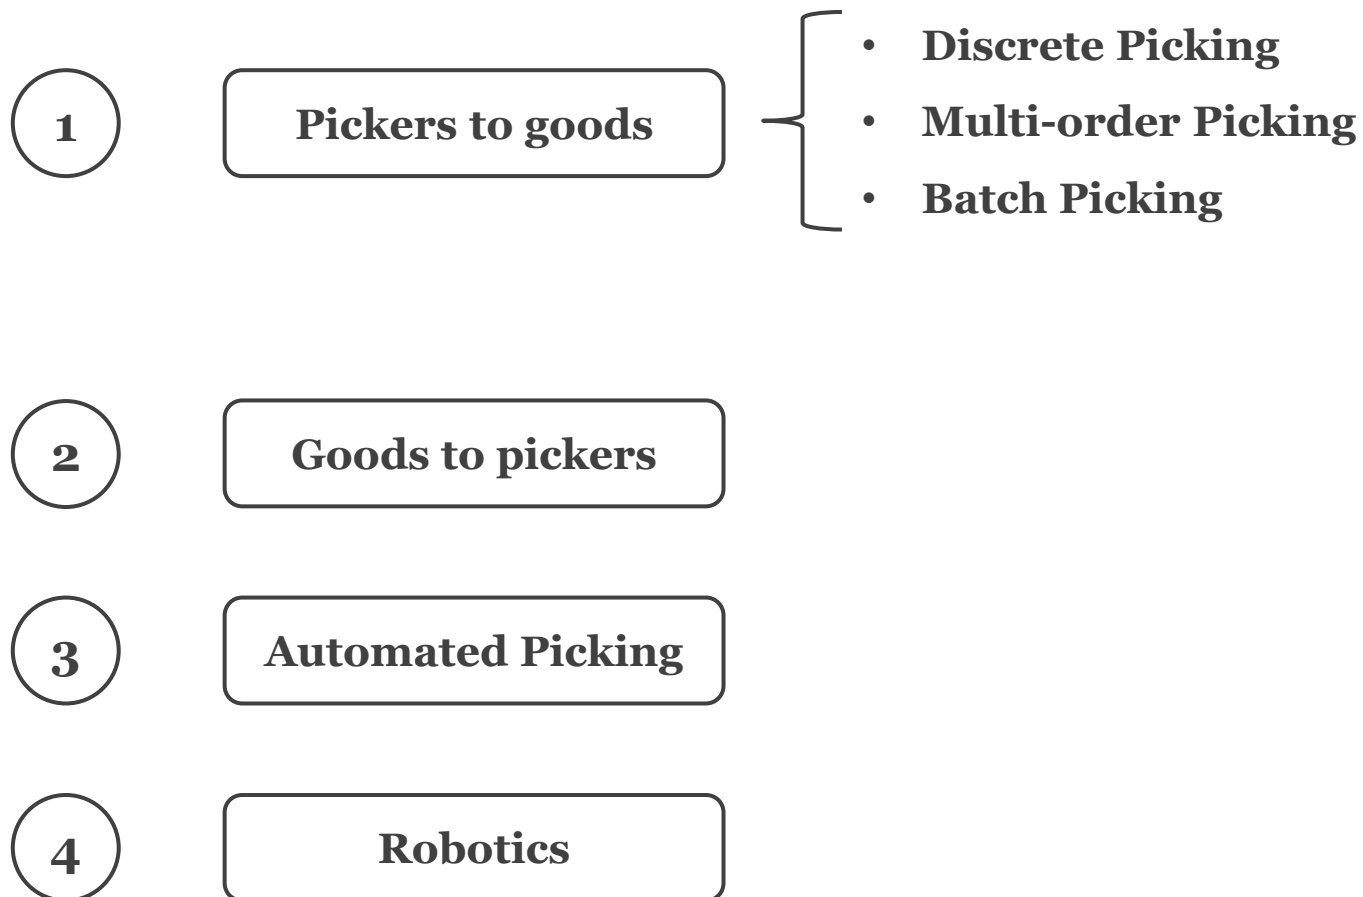 1
Pickers to goods
• Discrete Picking
• Multi-order Picking
• Batch Picking
2
Goods to pickers
3
Automated Picking
4
Robotics